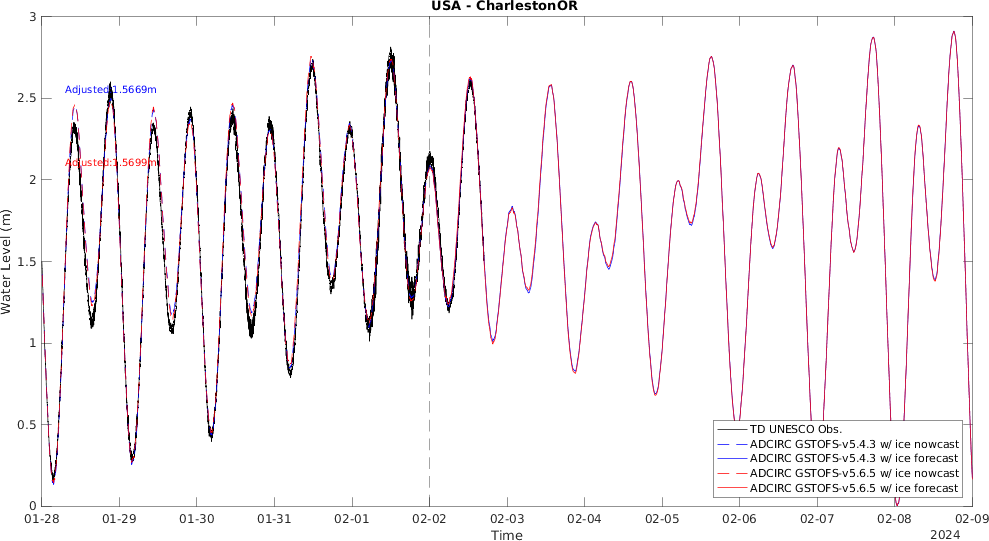 USA - CharlestonOR
3
2.5
2
1.5
1
0.5
0
Water Level (m)
Adjusted:1.5669m
Adjusted:1.5699m
TD UNESCO Obs.
ADCIRC GSTOFS-v5.4.3 w/ ice nowcast
ADCIRC GSTOFS-v5.4.3 w/ ice forecast
ADCIRC GSTOFS-v5.6.5 w/ ice nowcast
ADCIRC GSTOFS-v5.6.5 w/ ice forecast
01-28 01-29 01-30 01-31 02-01 02-02 02-03 02-04 02-05 02-06 02-07 02-08 02-09
Time
2024